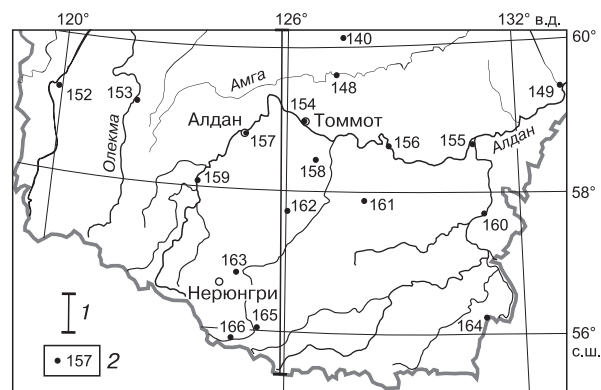 120° 126° 132° в.д.
140 60°
Амга 148
152 153 149
154
Алдан Томмот
157 156 155 Алдан
Олекма
158
159 58°
162 161
160
163
Нерюнгри
1 165 164
166 56°
157 2 с.ш.